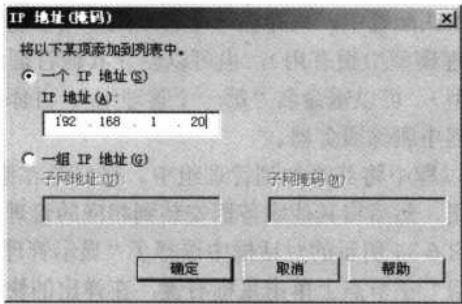 IP 地址(掩码)
将以下某项添加到列表中。
一个 IP 地址(S)
IP 地址(A):
192 .168 . 1 . 20
一组 IP 地址(G)
子网地址(U) 子网掩码(M)
确定 取消 帮助